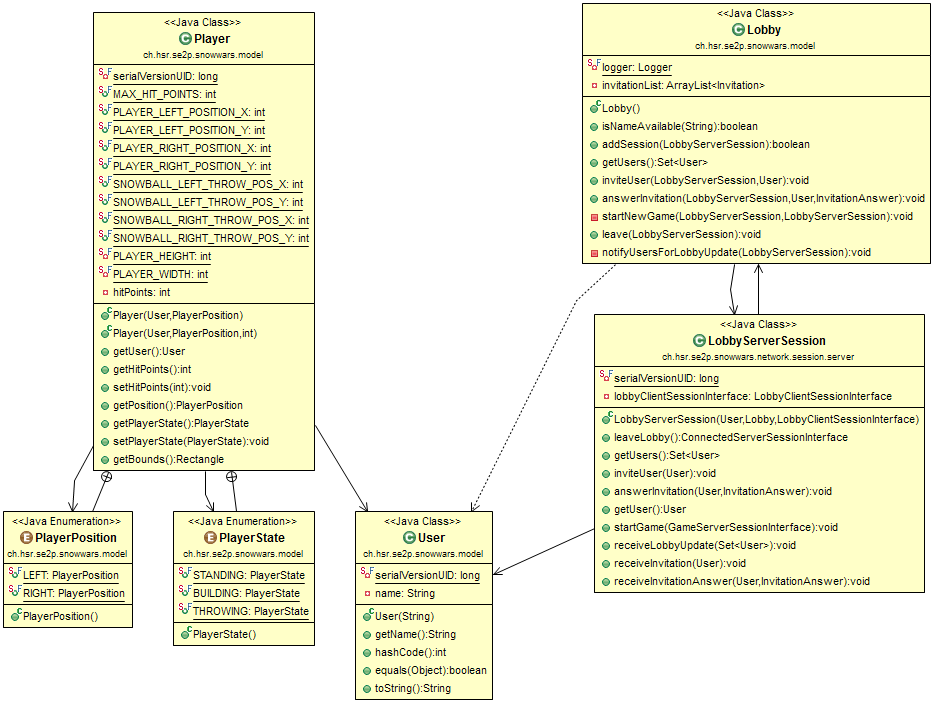 <<Java Class>>
Player
ch.hsr.se2p.snowwars.model
serialVersionUID: long
MAX_HIT_POINTS: int
PLAYER_LEFT_POSITION_X: int
PLAYER_LEFT_POSITION_Y: int
PLAYER_RIGHT_POSITION_X: int
PLAYER_RIGHT_POSITION_Y: int
SNOWBALL_LEFT_THROW_POS_X: int
SNOWBALL_LEFT_THROW_POS_Y: int
SNOWBALL_RIGHT_THROW_POS_X: int
SNOWBALL_RIGHT_THROW_POS_Y: int
PLAYER_HEIGHT: int
PLAYER_WIDTH: int
hitPoints: int
Player(User,PlayerPosition)
Player(User,PlayerPosition,int)
getUser():User
getHitPoints():int
setHitPoints(int):void
getPosition():PlayerPosition
getPlayerState():PlayerState
setPlayerState(PlayerState):void
getBounds():Rectangle
<<Java Class>>
Lobby
ch.hsr.se2p.snowwars.model
logger: Logger
invitationList: ArrayList<Invitation>
Lobby()
isNameAvailable(String):boolean
addSession(LobbyServerSession):boolean
getUsers():Set<User>
inviteUser(LobbyServerSession,User):void
answerInvitation(LobbyServerSession,User,InvitationAnswer):void
startNewGame(LobbyServerSession,LobbyServerSession):void
leave(LobbyServerSession):void
notifyUsersForLobbyUpdate(LobbyServerSession):void
<<Java Class>>
LobbyServerSession
ch.hsr.se2p.snowwars.network.session.server
serialVersionUID: long
lobbyClientSessionInterface: LobbyClientSessionInterface
LobbyServerSession(User,Lobby,LobbyClientSessionInterface)
leaveLobby():ConnectedServerSessionInterface
getUsers():Set<User>
inviteUser(User):void
answerInvitation(User,InvitationAnswer):void
getUser():User
startGame(GameServerSessionInterface):void
receiveLobbyUpdate(Set<User>):void
receiveInvitation(User):void
receiveInvitationAnswer(User,InvitationAnswer):void
<<Java Enumeration>>
PlayerPosition
ch.hsr.se2p.snowwars.model
LEFT: PlayerPosition
RIGHT: PlayerPosition
PlayerPosition()
<<Java Enumeration>>
PlayerState
ch.hsr.se2p.snowwars.model
STANDING: PlayerState
BUILDING: PlayerState
THROWING: PlayerState
PlayerState()
<<Java Class>>
User
ch.hsr.se2p.snowwars.model
serialVersionUID: long
name: String
User(String)
getName():String
hashCode():int
equals(Object):boolean
toString():String